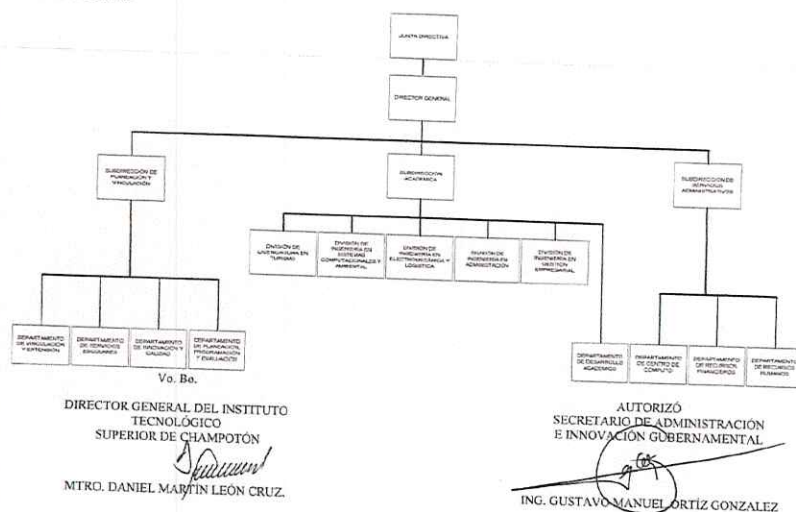 JUNTA DIRECTIVA
DIRECTOR GENERAL
SUBDIRECCIÓN DE
PLANEACIÓN Y
VINCULACIÓN
SUBDIRECCIÓN
ACADÉMICA
SUBDIRECCIÓN DE
SERVICIOS
ADMINISTRATIVOS
DIVISIÓN DE
LICENCIATURA EN
TURISMO
DIVISIÓN DE
INGENIERÍA EN
SISTEMAS
COMPUTACIONALES Y
AMBIENTAL
DIVISIÓN DE
INGENIERÍA EN
ELECTROMECÁNICA Y
LOGÍSTICA
DIVISIÓN DE
INGENIERÍA EN
ADMINISTRACIÓN
DIVISIÓN DE
INGENIERÍA EN
GESTIÓN
EMPRESARIAL
DEPARTAMENTO
DE VINCULACIÓN
Y EXTENSIÓN
DEPARTAMENTO
DE SERVICIOS
ESCOLARES
DEPARTAMENTO
DE INNOVACIÓN Y
CALIDAD
DEPARTAMENTO
DE PLANEACIÓN,
PROGRAMACIÓN
Y EVALUACIÓN
DEPARTAMENTO
DE DESARROLLO
ACADÉMICO
DEPARTAMENTO
DE CENTRO DE
COMPUTO
DEPARTAMENTO
DE RECURSOS
FINANCIEROS
DEPARTAMENTO
DE RECURSOS
HUMANOS
Vo. Bo.
DIRECTOR GENERAL DEL INSTITUTO
TECNOLÓGICO
SUPERIOR DE CHAMPOTÓN
MTRO. DANIEL MARTÍN LEÓN CRUZ.
AUTORIZÓ
SECRETARIO DE ADMINISTRACIÓN
E INNOVACIÓN GUBERNAMENTAL
ING. GUSTAVO MANUEL ORTÍZ GONZALEZ